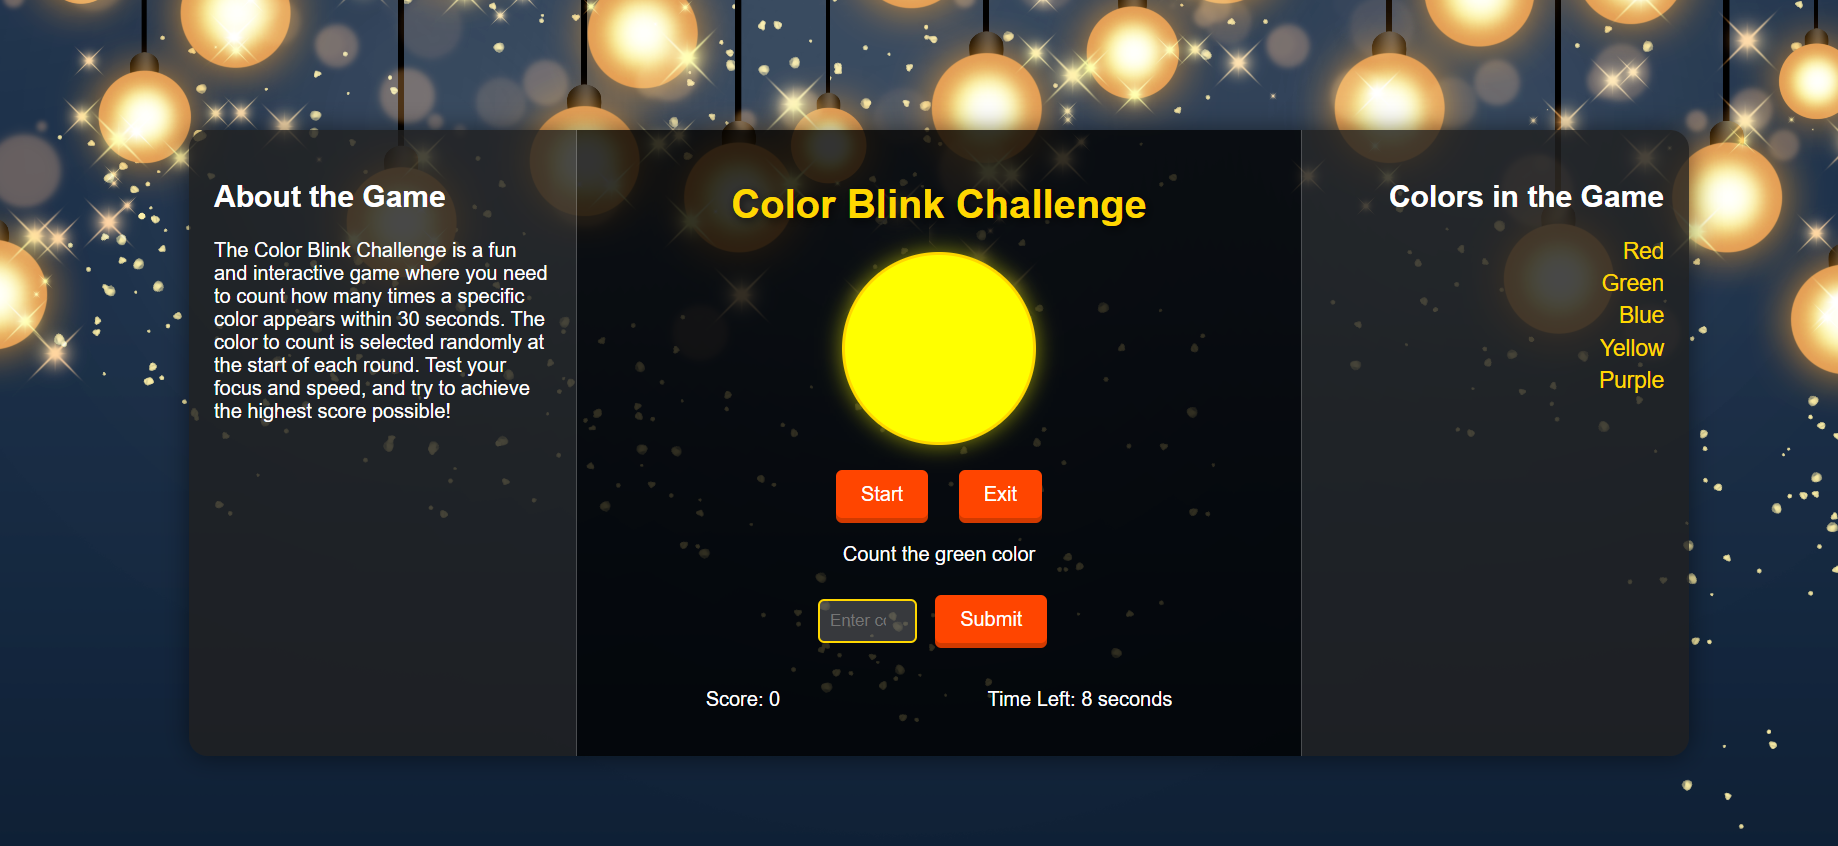 About the Game
The Color Blink Challenge is a fun
and interactive game where you need
to count how many times a specific
color appears within 30 seconds. The
color to count is selected randomly at
the start of each round. Test your
focus and speed, and try to achieve
the highest score possible!
Color Blink Challenge
Start Exit
Count the green color
Enter co Submit
Score: 0 Time Left: 8 seconds
Colors in the Game
Red
Green
Blue
Yellow
Purple